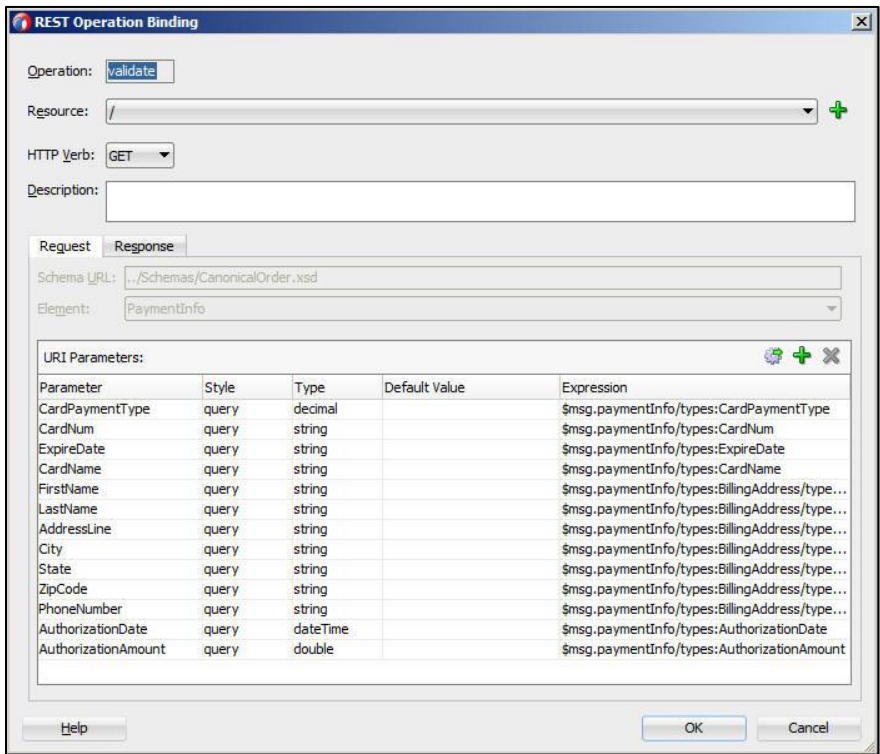 REST Operation Binding
Operation: validate
Resource: /
HTTP Verb: GET
Description:
Request Response
Schema URL: ../Schemas/CanonicalOrder.xsd
Element: PaymentInfo
URI Parameters:
Parameter Style Type Default Value Expression
CardPaymentType query decimal $msg.paymentInfo/types:CardPaymentType
CardNum query string $msg.paymentInfo/types:CardNum
ExpireDate query string $msg.paymentInfo/types:ExpireDate
CardName query string $msg.paymentInfo/types:CardName
FirstName query string $msg.paymentInfo/types:BillingAddress/type...
LastName query string $msg.paymentInfo/types:BillingAddress/type...
AddressLine query string $msg.paymentInfo/types:BillingAddress/type...
City query string $msg.paymentInfo/types:BillingAddress/type...
State query string $msg.paymentInfo/types:BillingAddress/type...
ZipCode query string $msg.paymentInfo/types:BillingAddress/type...
PhoneNumber query string $msg.paymentInfo/types:BillingAddress/type...
AuthorizationDate query dateTime $msg.paymentInfo/types:AuthorizationDate
AuthorizationAmount query double $msg.paymentInfo/types:AuthorizationAmount
Help OK Cancel